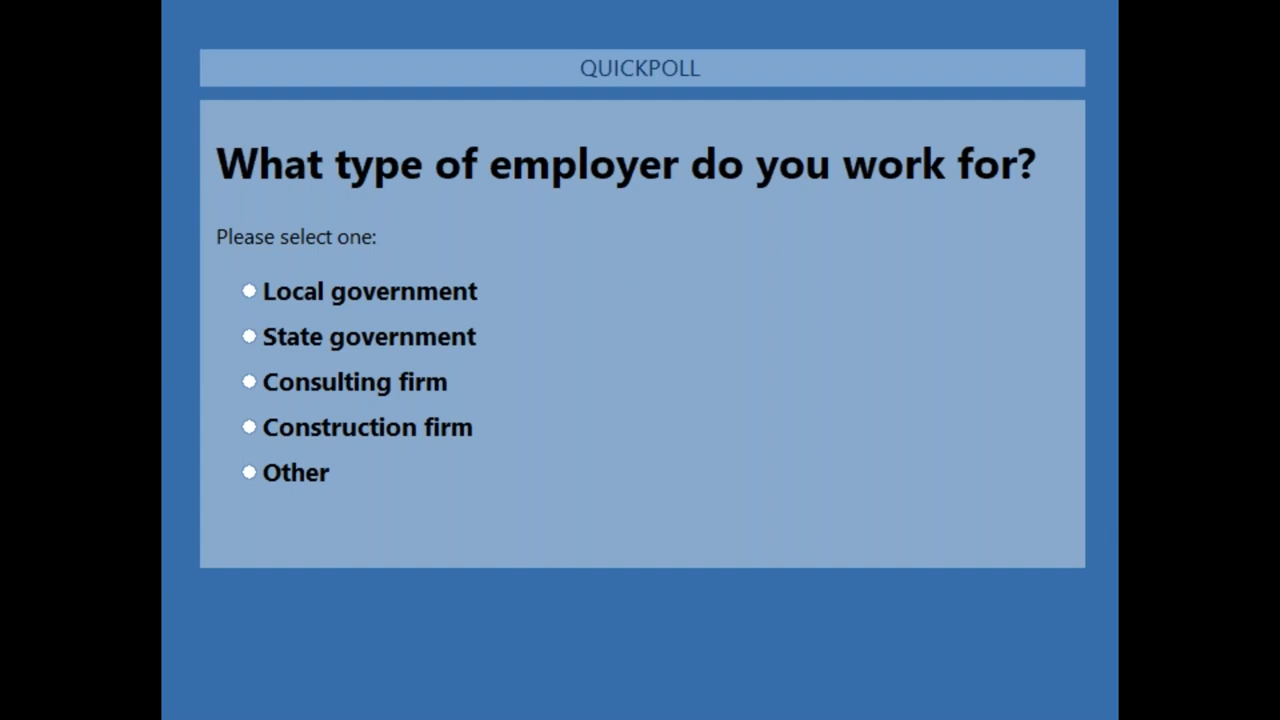 QUICKPOLL
What type of employer do you work for?
Please select one:
Local government
State government
Consulting firm
Construction firm
Other